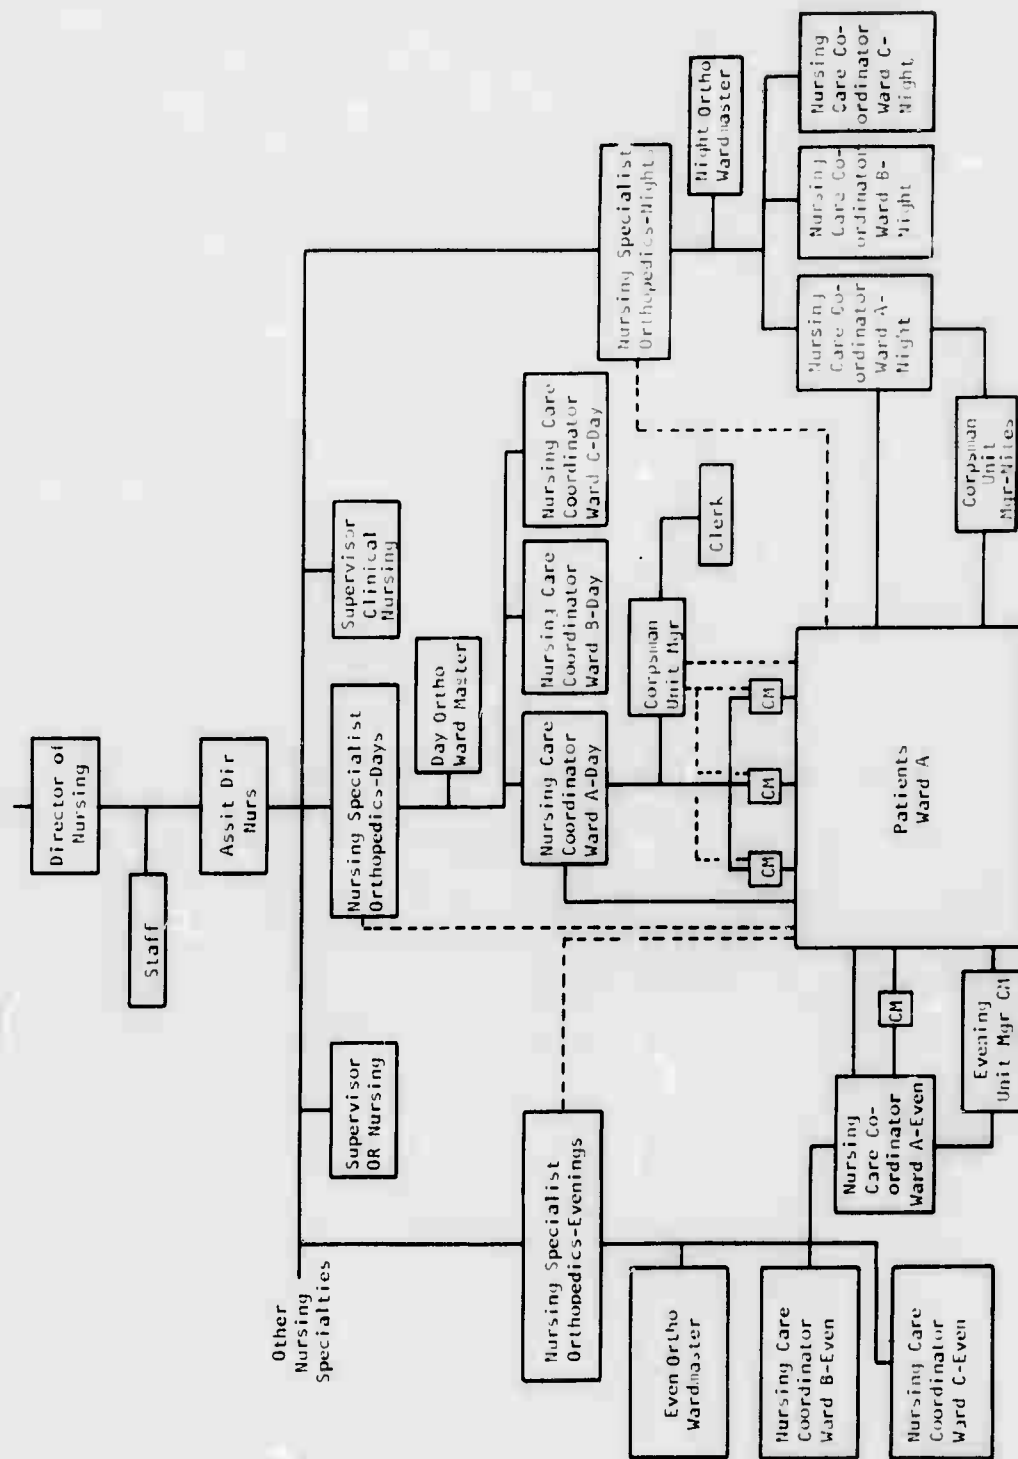 Director of
Nursing
Staff
Assit Dir
Nurs
Other
Nursing
Specialties
Supervisor
OR Nursing
Nursing Specialist
Orthopedics-Days
Supervisor
Clinical
Nursing
Day Ortho
Ward Master
Nursing Specialist
Orthopedics-Evenings
Nursing Care
Coordinator
Ward A-Day
Nursing Care
Coordinator
Ward B-Day
Nursing Care
Coordinator
Ward C-Day
Nursing Specialist
Orthopedics-Night
Night Ortho
Wardmaster
Even Ortho
Wardmaster
Corpsman
Unit Mgr
Clerk
CM
CM
CM
Nursing Care
Coordinator
Ward B-Even
Nursing Care
Coordinator
Ward C-Even
Nursing
Care Co-
ordinator
Ward A-Even
CM
Evening
Unit Mgr CM
Patients
Ward A
Nursing
Care Co-
ordinator
Ward A-
Night
Nursing
Care Co-
ordinator
Ward B-
Night
Nursing
Care Co-
ordinator
Ward C-
Night
Corpsman
Unit
Mgr-Nites